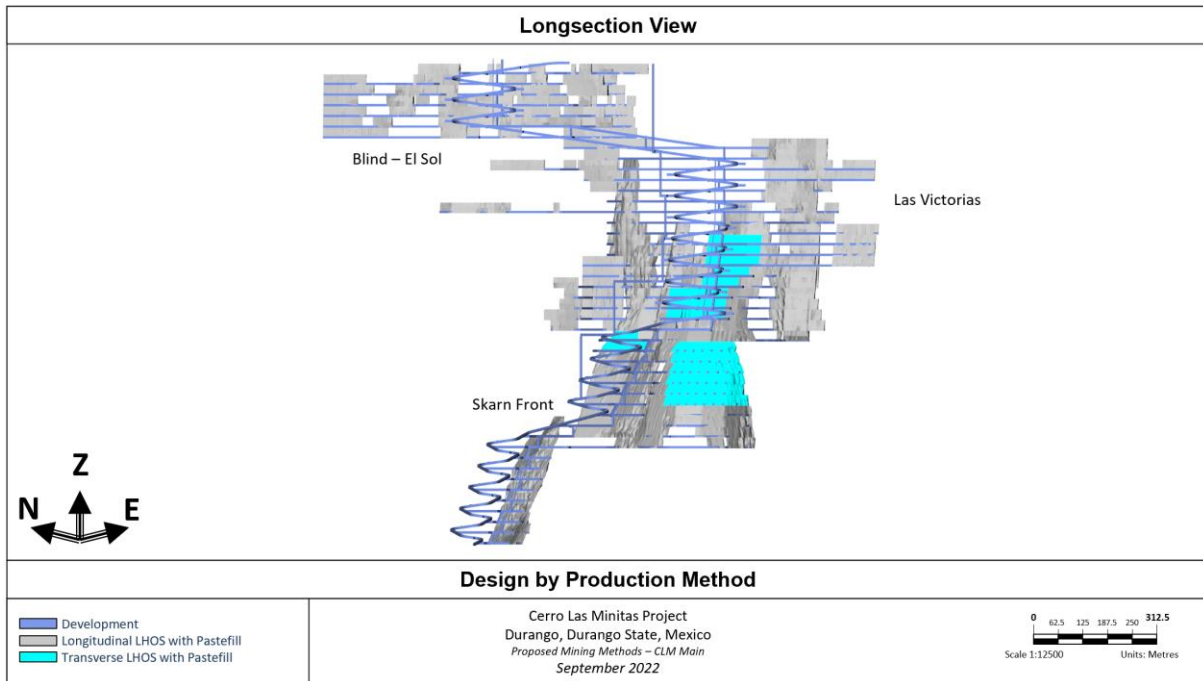 Longsection View
Blind – El Sol
Las Victorias
Skarn Front
Z
N
E
Design by Production Method
Development
Longitudinal LHOS with Pastefill
Transverse LHOS with Pastefill
Cerro Las Minitas Project
Durango, Durango State, Mexico
Proposed Mining Methods – CLM Main
September 2022
0 62.5 125 187.5 250 312.5
Scale 1:12500 Units: Metres